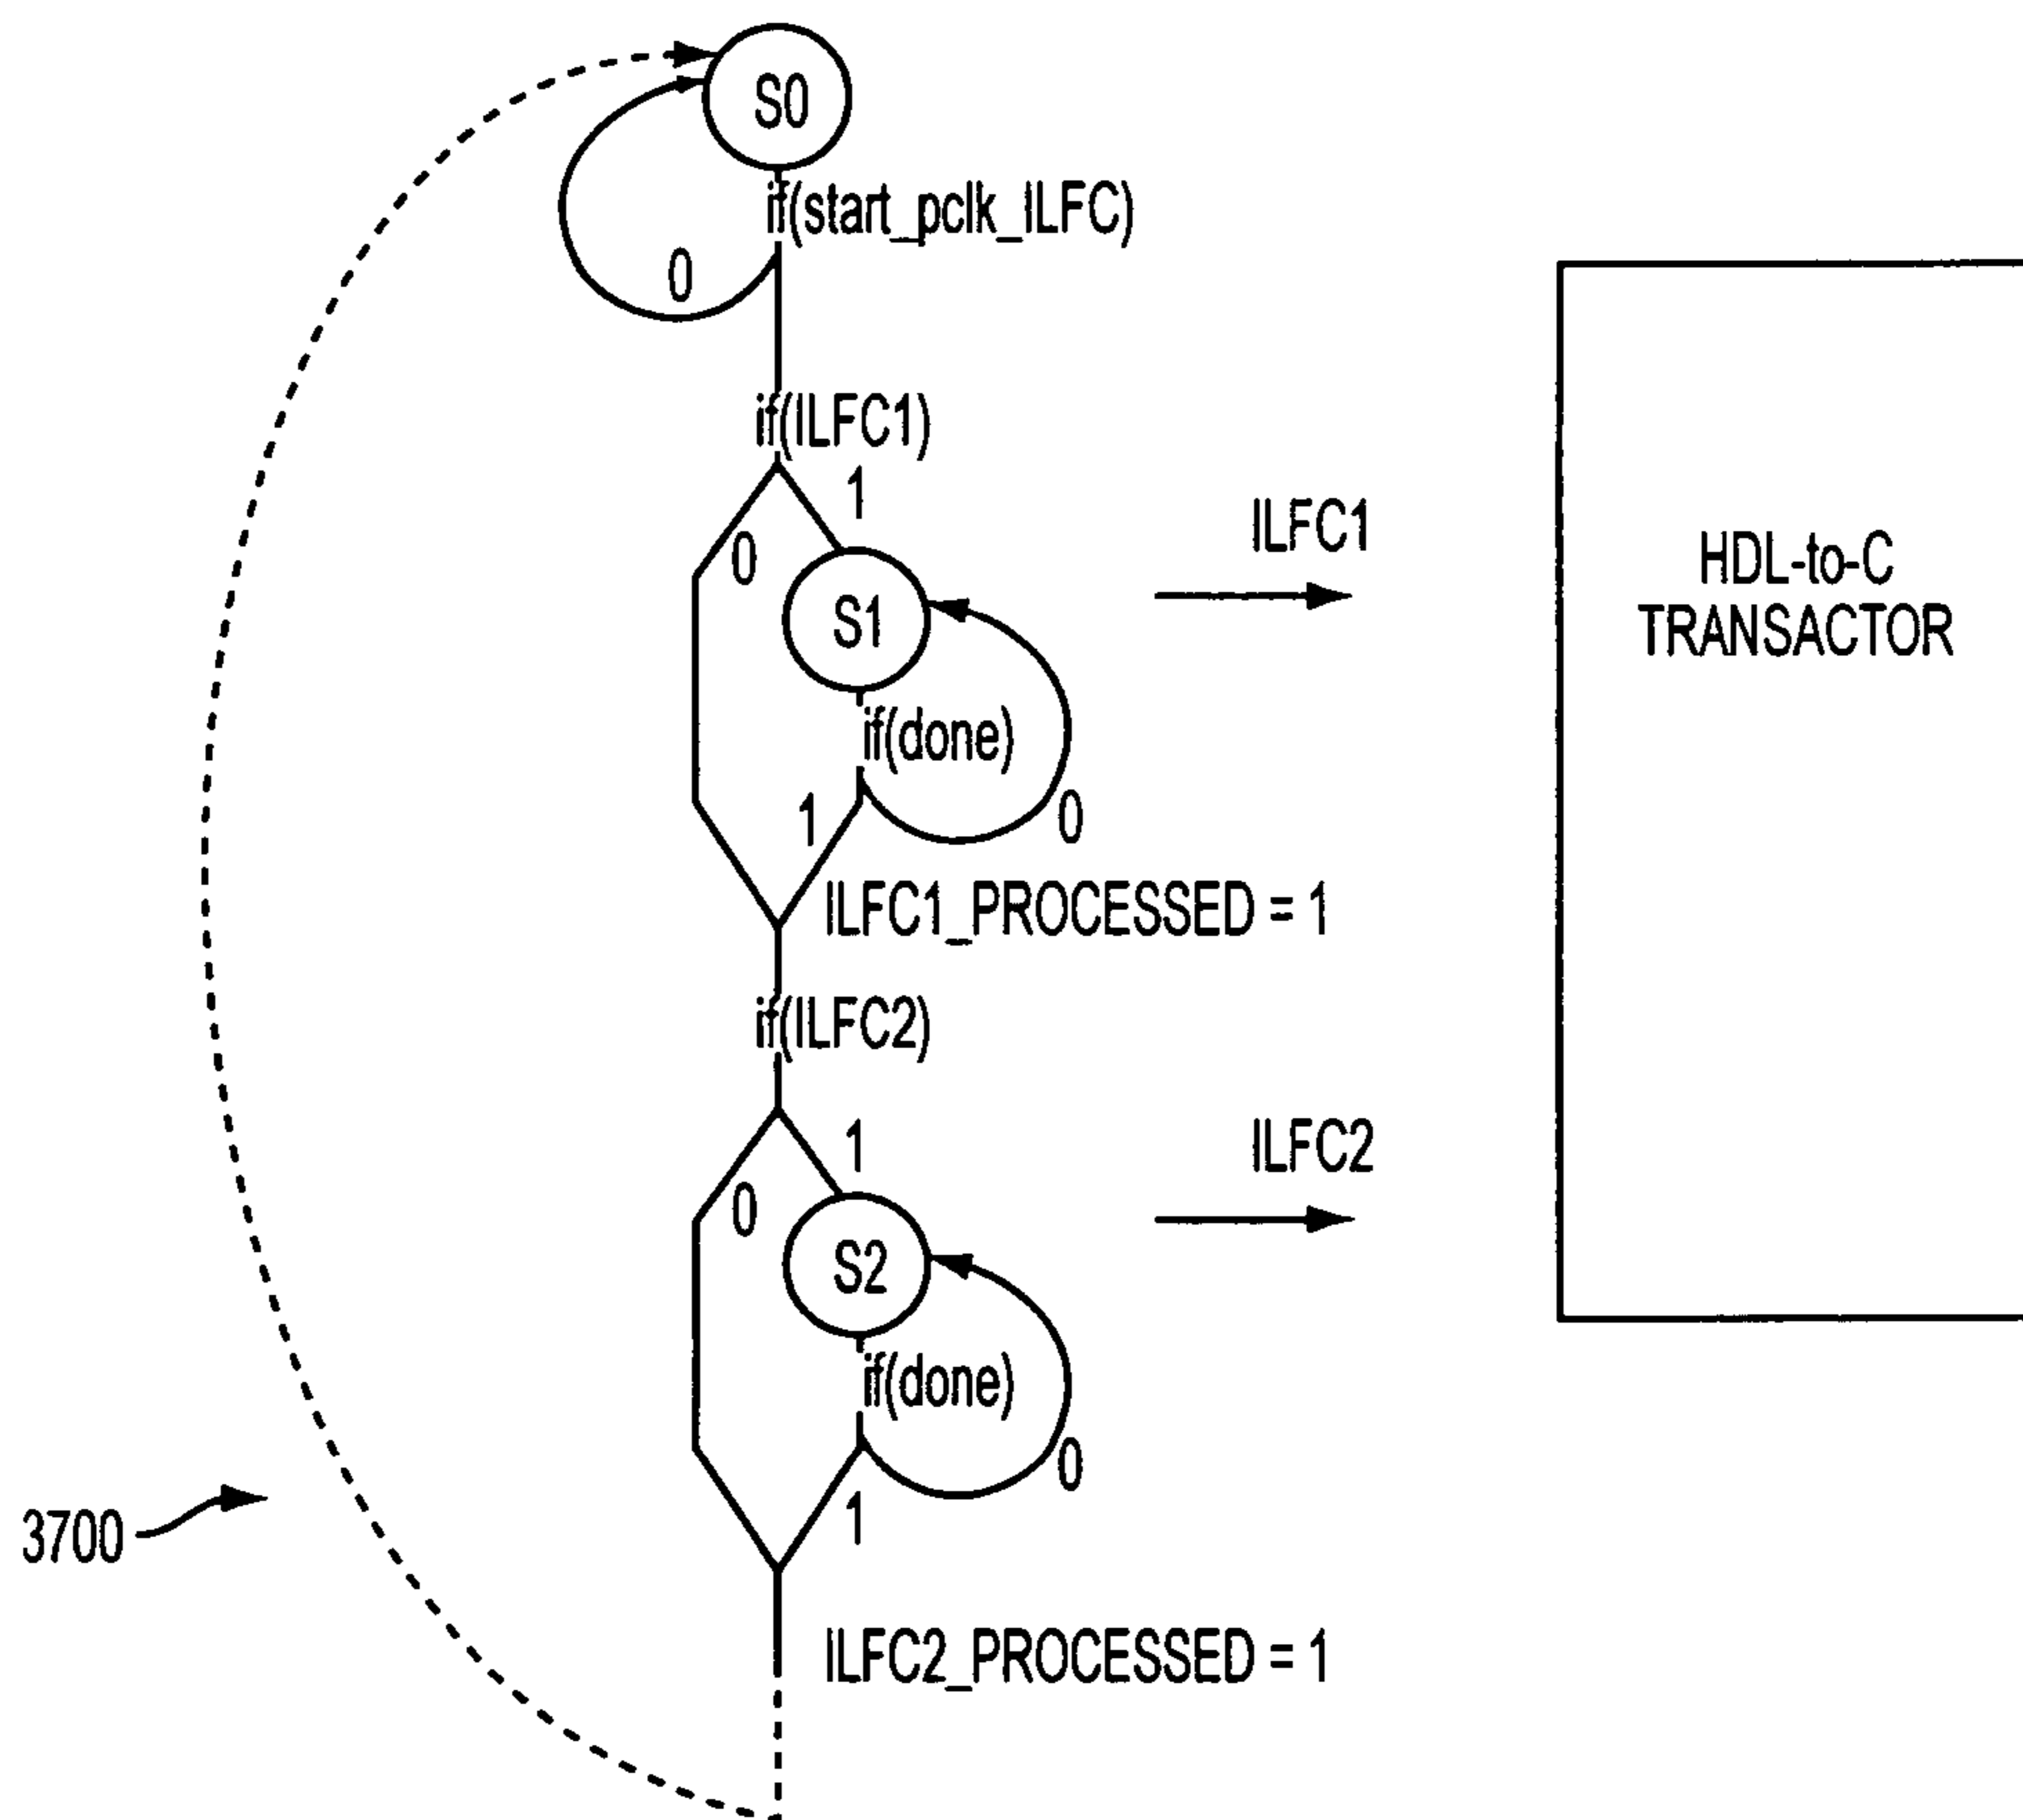 S0
if(start_pclk_ILFC)
0
if(ILFC1)
1
0
ILFC1
HDL-to-C
TRANSACTOR
S1
if(done)
1
0
ILFC1_PROCESSED = 1
if(ILFC2)
1
0
ILFC2
S2
if(done)
0
1
3700
ILFC2_PROCESSED = 1